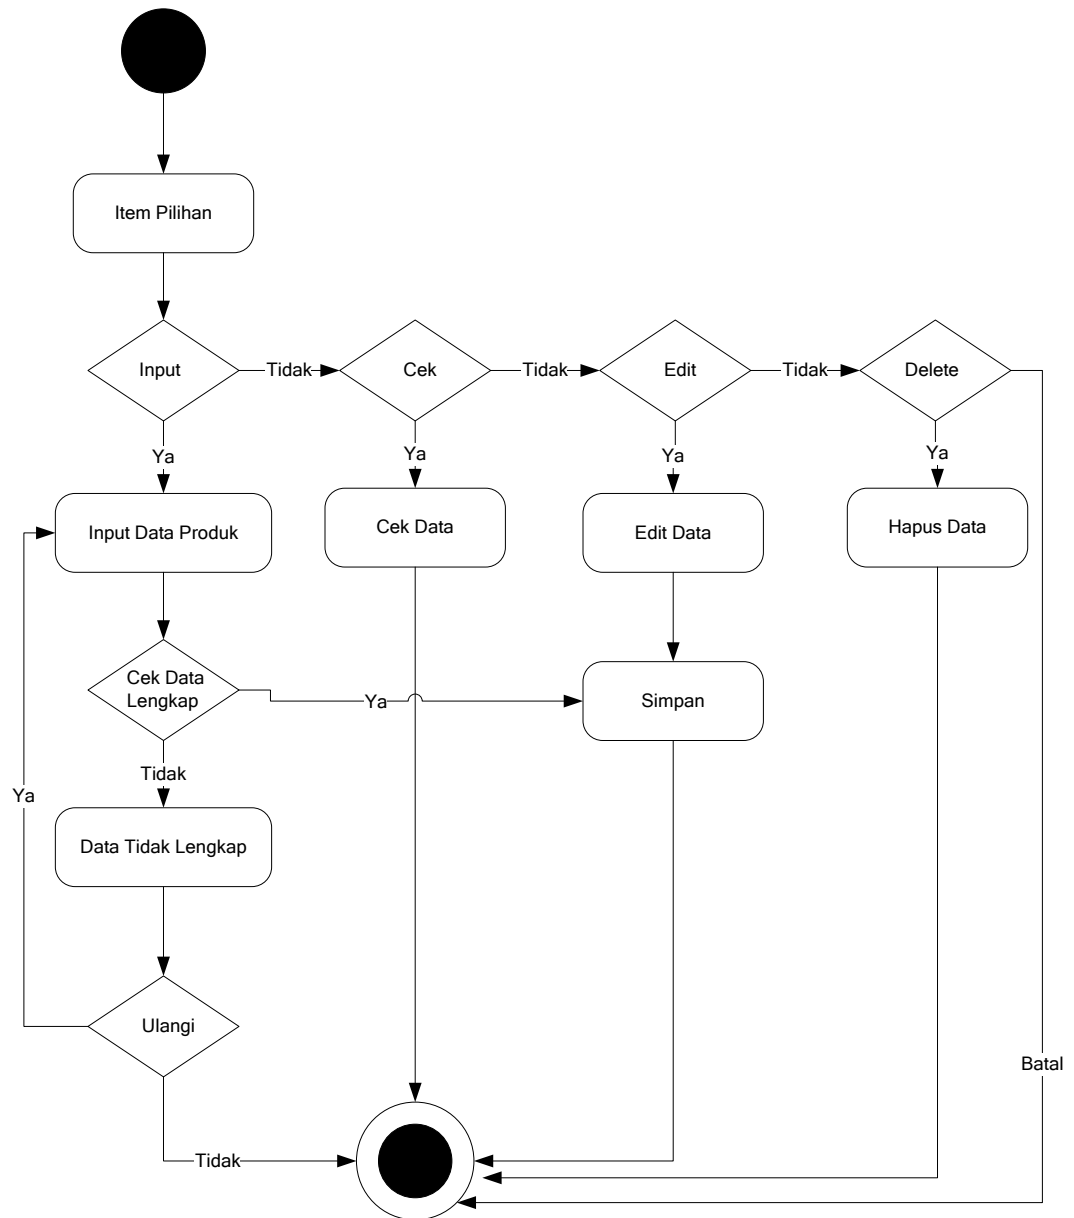 Item Pilihan
Input
Tidak
Cek
Tidak
Edit
Tidak
Delete
Ya
Ya
Ya
Ya
Input Data Produk
Cek Data
Edit Data
Hapus Data
Cek Data
Lengkap
Ya
Simpan
Tidak
Ya
Data Tidak Lengkap
Ulangi
Batal
Tidak